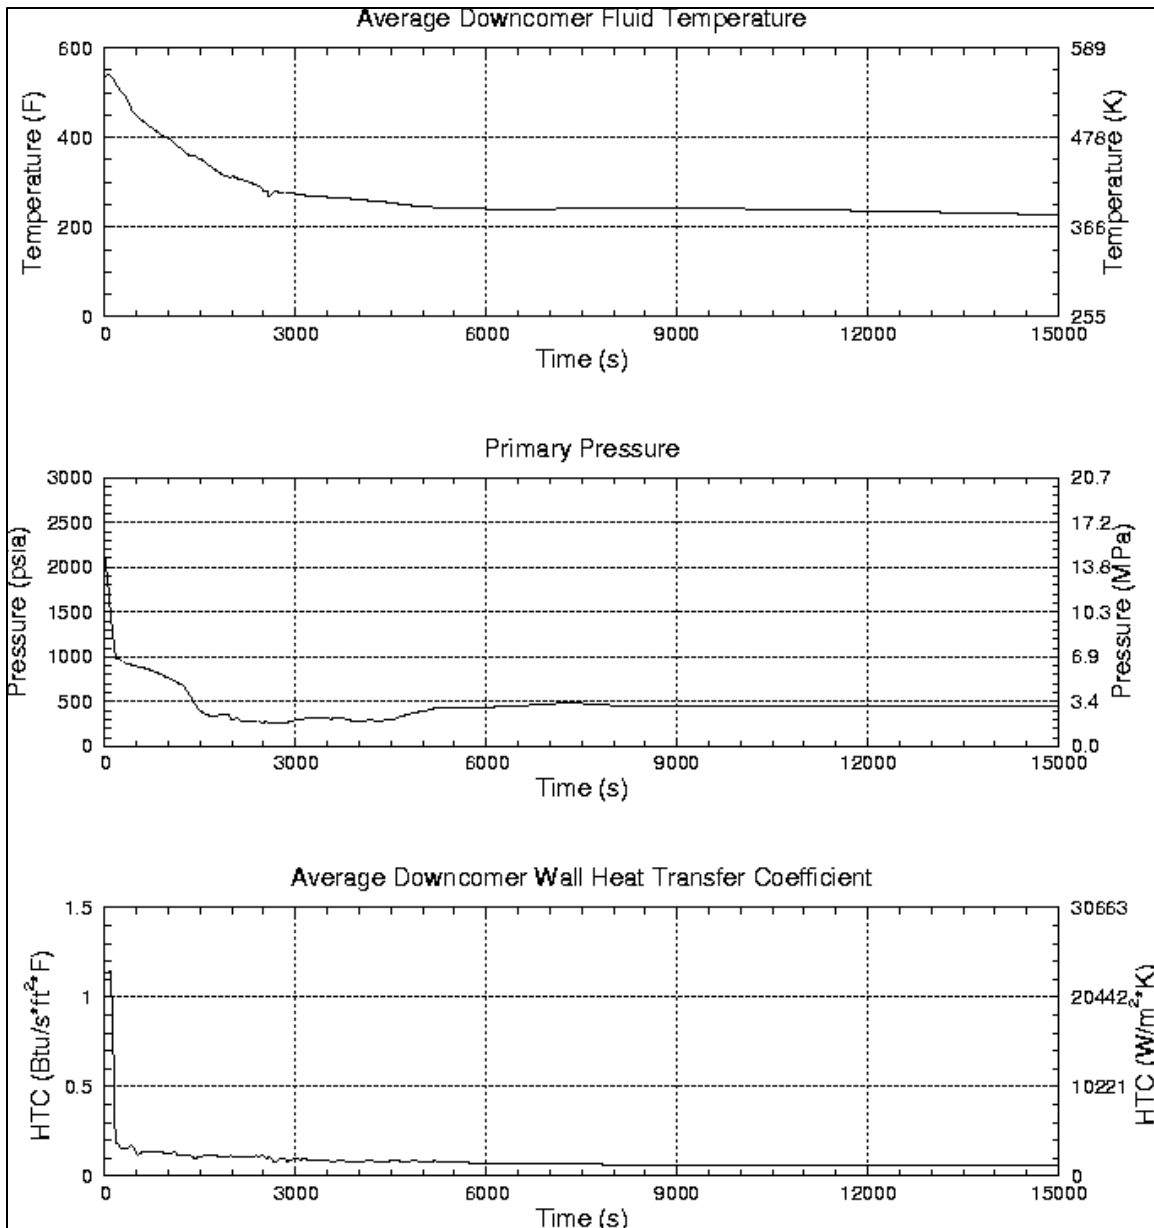 Average Downcomer Fluid Temperature
600 589
400 478
200 366
0 255
Temperature (F)
Temperature (K)
0 3000 6000 9000 12000 15000
Time (s)
Primary Pressure
3000 20.7
2500 17.2
2000 13.8
1500 10.3
1000 6.9
500 3.4
0 0.0
Pressure (psia)
Pressure (MPa)
0 3000 6000 9000 12000 15000
Time (s)
Average Downcomer Wall Heat Transfer Coefficient
1.5 30663
1 20442
0.5 10221
0 0
HTC (Btu/s*ft²*F)
HTC (W/m²*K)
0 3000 6000 9000 12000 15000
Time (s)